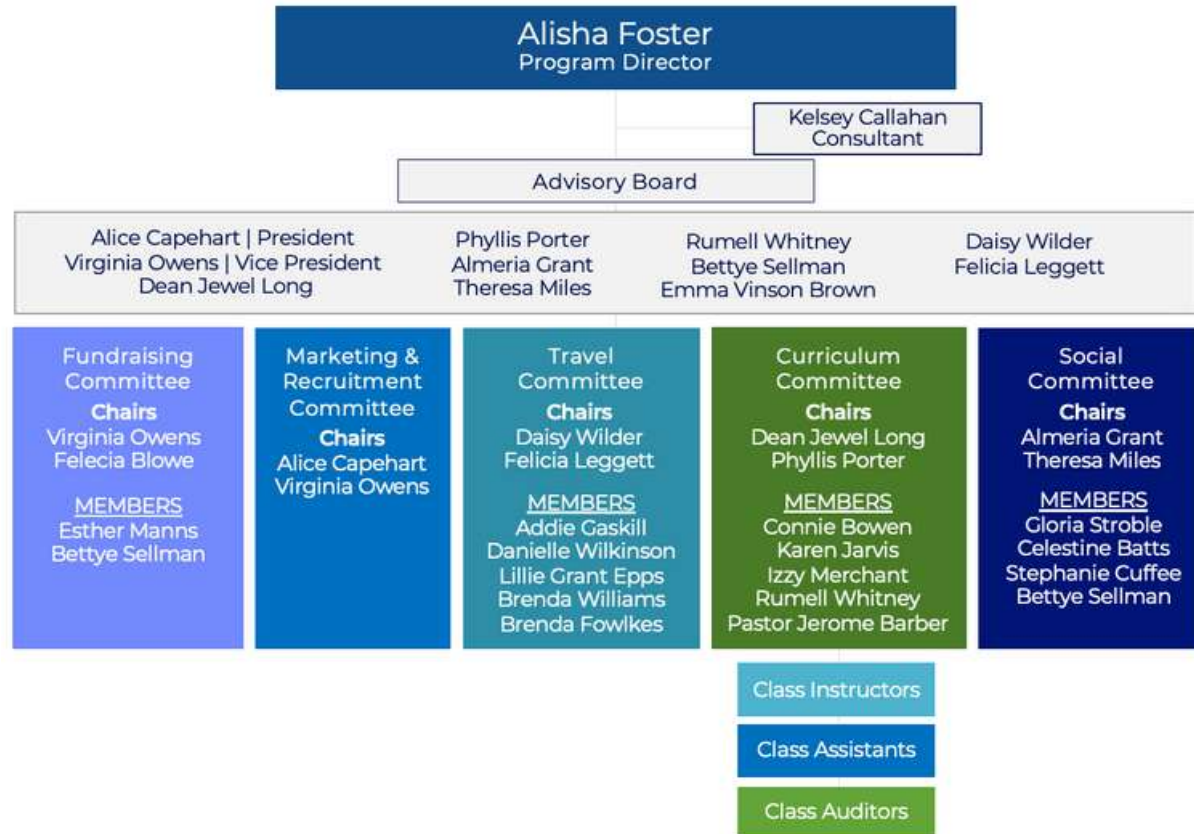 Alisha Foster
Program Director
Kelsey Callahan
Consultant
Advisory Board
Alice Capehart | President
Virginia Owens | Vice President
Dean Jewel Long
Phyllis Porter
Almeria Grant
Theresa Miles
Rumell Whitney
Bettye Sellman
Emma Vinson Brown
Daisy Wilder
Felicia Leggett
Fundraising
Committee
Chairs
Virginia Owens
Felecia Blowe
MEMBERS
Esther Manns
Bettye Sellman
Marketing &
Recruitment
Committee
Chairs
Alice Capehart
Virginia Owens
Travel
Committee
Chairs
Daisy Wilder
Felicia Leggett
MEMBERS
Addie Gaskill
Danielle Wilkinson
Lillie Grant Epps
Brenda Williams
Brenda Fowlkes
Curriculum
Committee
Chairs
Dean Jewel Long
Phyllis Porter
MEMBERS
Connie Bowen
Karen Jarvis
Izzy Merchant
Rumell Whitney
Pastor Jerome Barber
Social
Committee
Chairs
Almeria Grant
Theresa Miles
MEMBERS
Gloria Stroble
Celestine Batts
Stephanie Cuffee
Bettye Sellman
Class Instructors
Class Assistants
Class Auditors